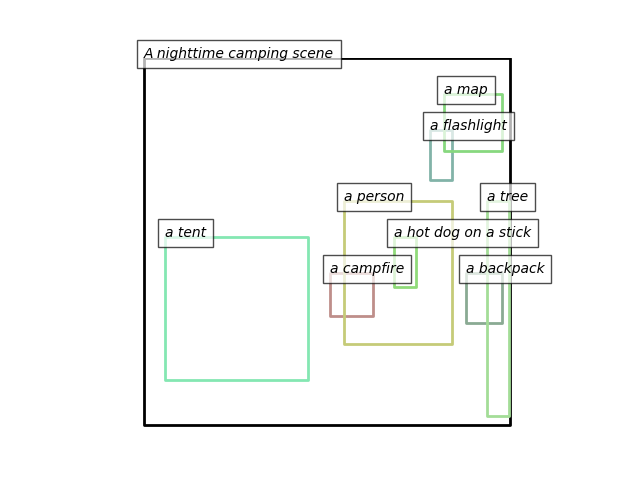 A nighttime camping scene
a map
a flashlight
a person
a tree
a tent
a hot dog on a stick
a campfire
a backpack